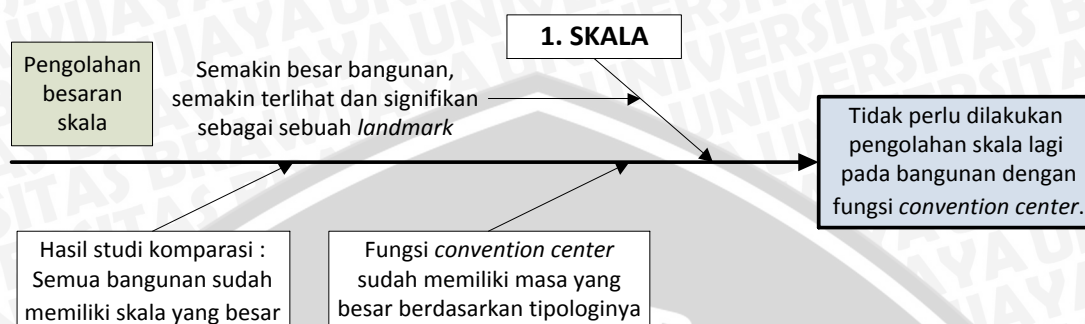 1. SKALA
Pengolahan
besaran
skala
Semakin besar bangunan,
semakin terlihat dan signifikan
sebagai sebuah landmark
Tidak perlu dilakukan
pengolahan skala lagi
pada bangunan dengan
fungsi convention center.
Hasil studi komparasi :
Semua bangunan sudah
memiliki skala yang besar
Fungsi convention center
sudah memiliki masa yang
besar berdasarkan tipologinya